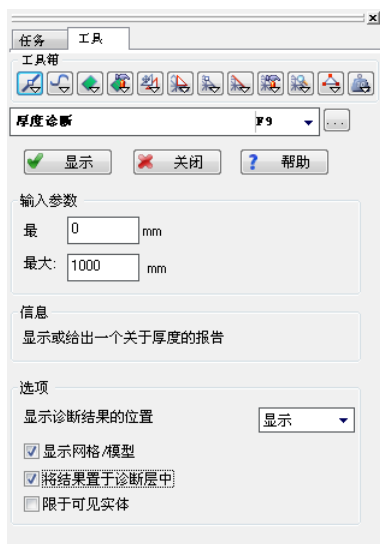 任务 工具
工具箱
厚度诊断 F9 ...
显示 关闭 ? 帮助
输入参数
最 0 mm
最大: 1000 mm
信息
显示或给出一个关于厚度的报告
选项
显示诊断结果的位置 显示
显示网格/模型
将结果置于诊断层中
限于可见实体